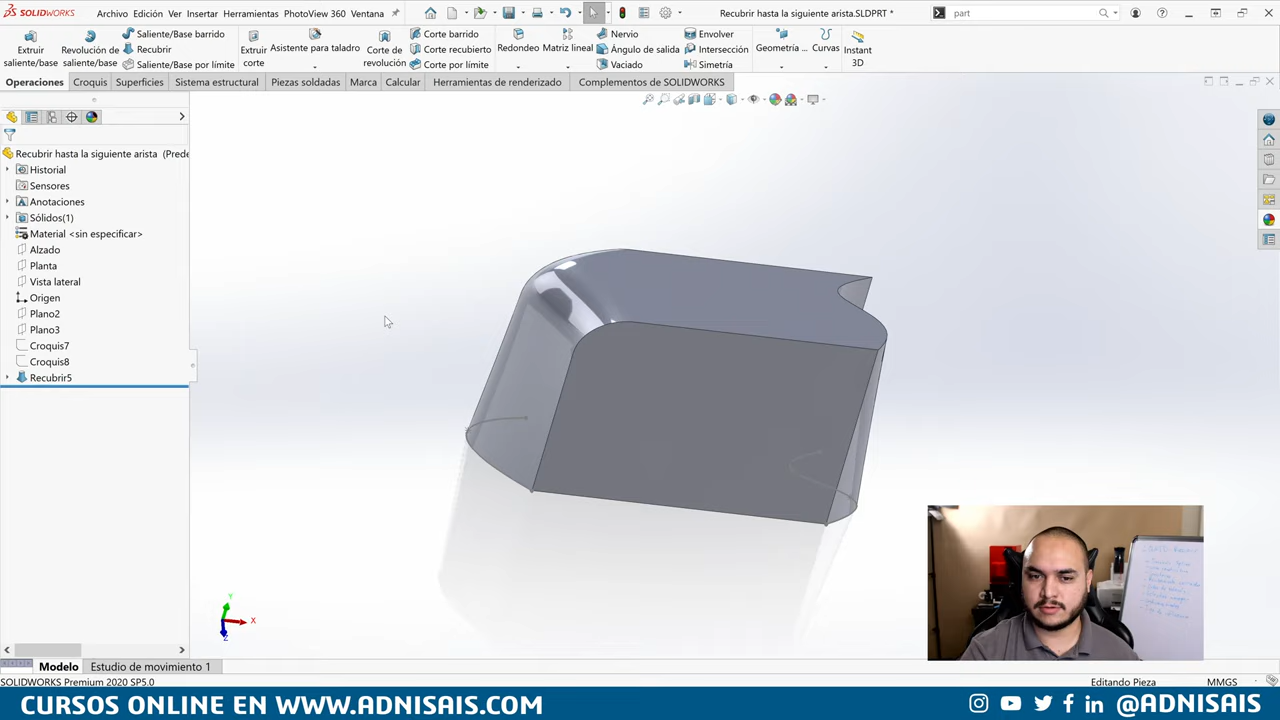 SOLIDWORKS
Archivo Edición Ver Insertar Herramientas PhotoView 360 Ventana
Recubrir hasta la siguiente arista.SLDPRT *
part
Extruir saliente/base
Revolución de saliente/base
Saliente/Base barrido
Recubrir
Saliente/Base por límite
Extruir corte
Asistente para taladro
Corte de revolución
Corte barrido
Corte recubierto
Corte por límite
Redondeo
Matriz lineal
Nervio
Ángulo de salida
Vaciado
Envolver
Intersección
Simetría
Geometría ...
Curvas
Instant 3D
Operaciones Croquis Superficies Sistema estructural Piezas soldadas Marca Calcular Herramientas de renderizado Complementos de SOLIDWORKS
Recubrir hasta la siguiente arista (Prede
Historial
Sensores
Anotaciones
Sólidos(1)
Material <sin especificar>
Alzado
Planta
Vista lateral
Origen
Plano2
Plano3
Croquis7
Croquis8
Recubrir5
Y
X
Z
Modelo Estudio de movimiento 1
SOLIDWORKS Premium 2020 SP5.0
Editando Pieza
MMGS
CURSOS ONLINE EN WWW.ADNISAIS.COM
@ADNISAIS